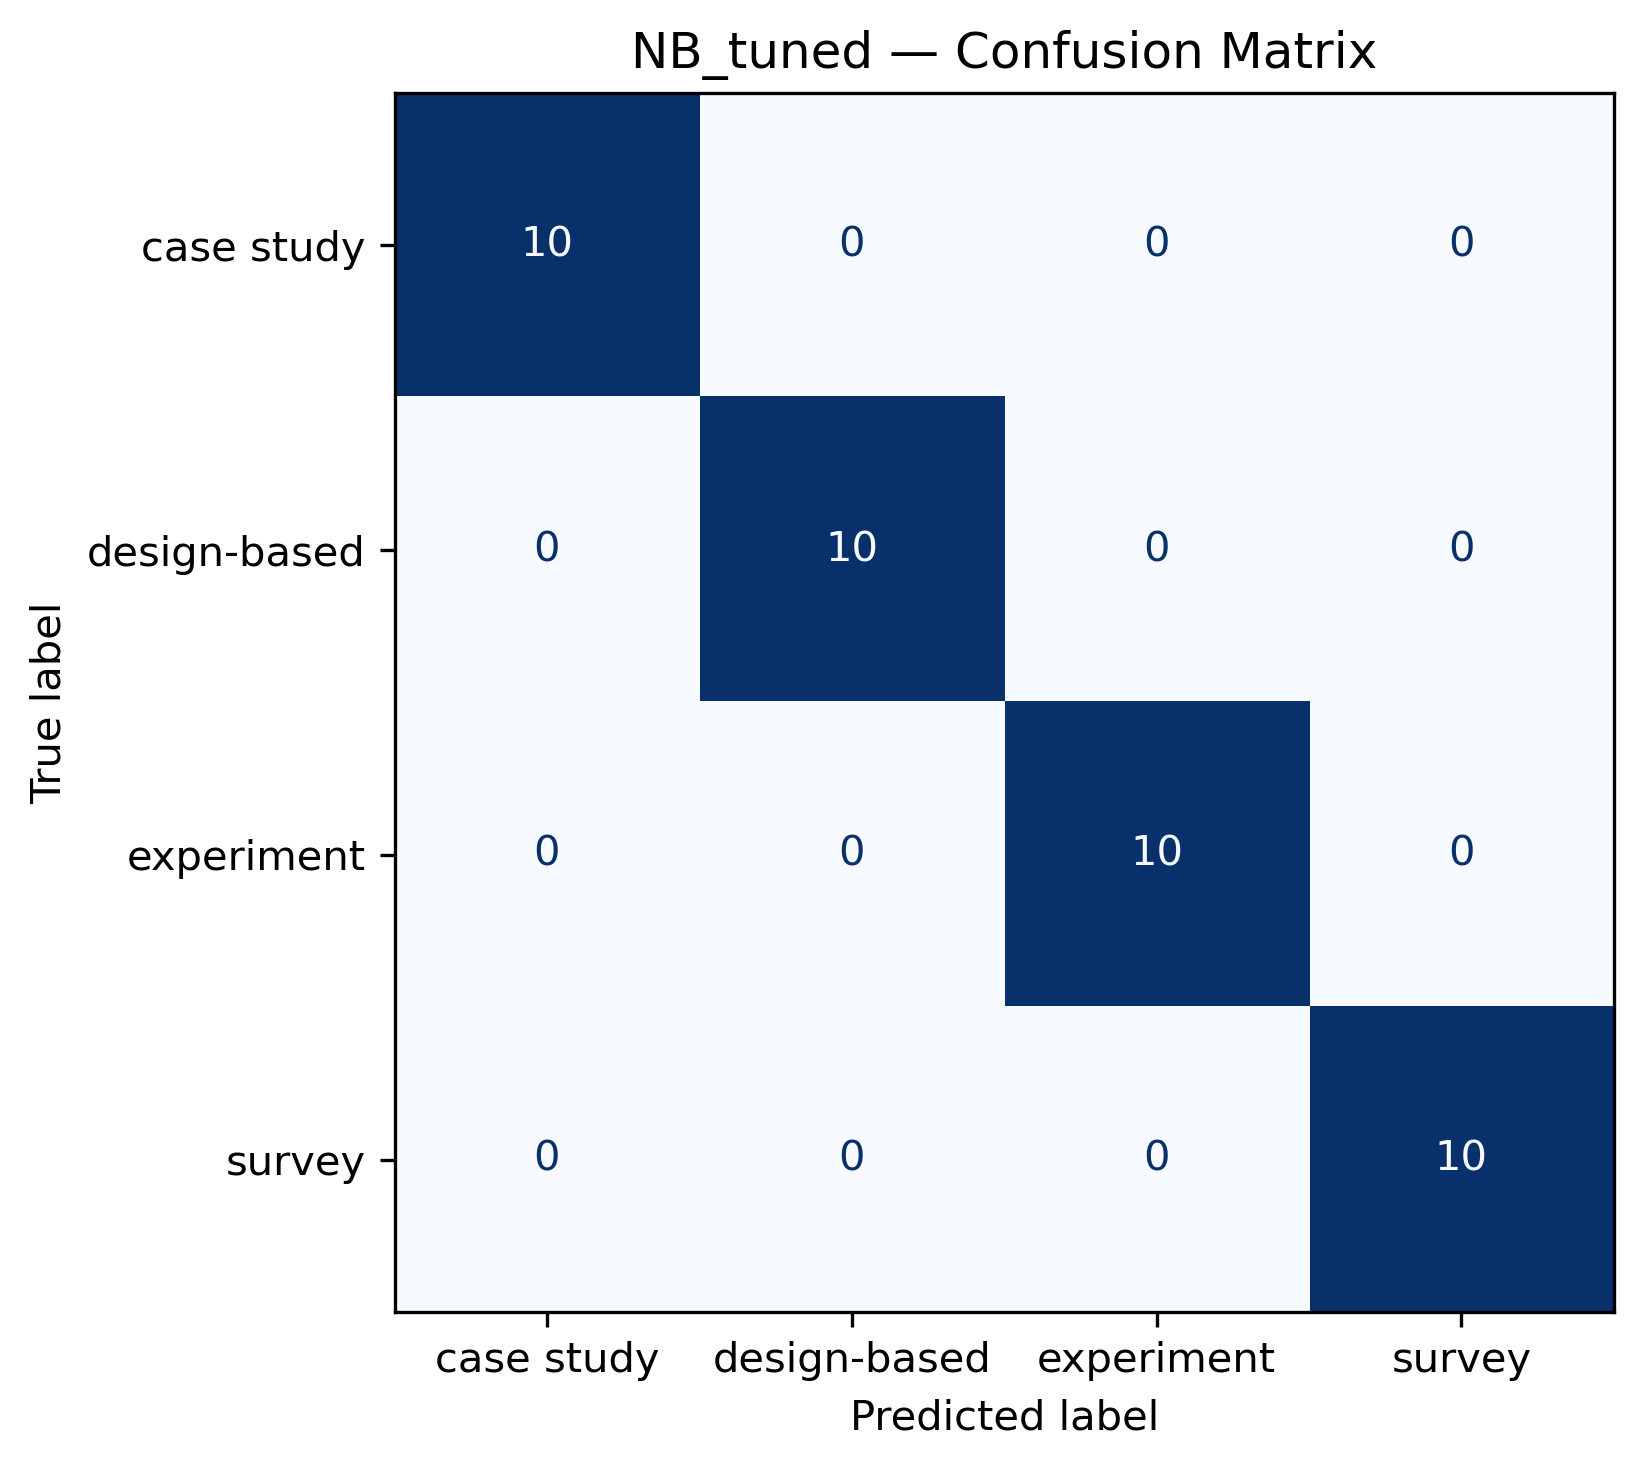 NB_tuned — Confusion Matrix
True label
case study 10 0 0 0
design-based 0 10 0 0
experiment 0 0 10 0
survey 0 0 0 10
case study design-based experiment survey
Predicted label